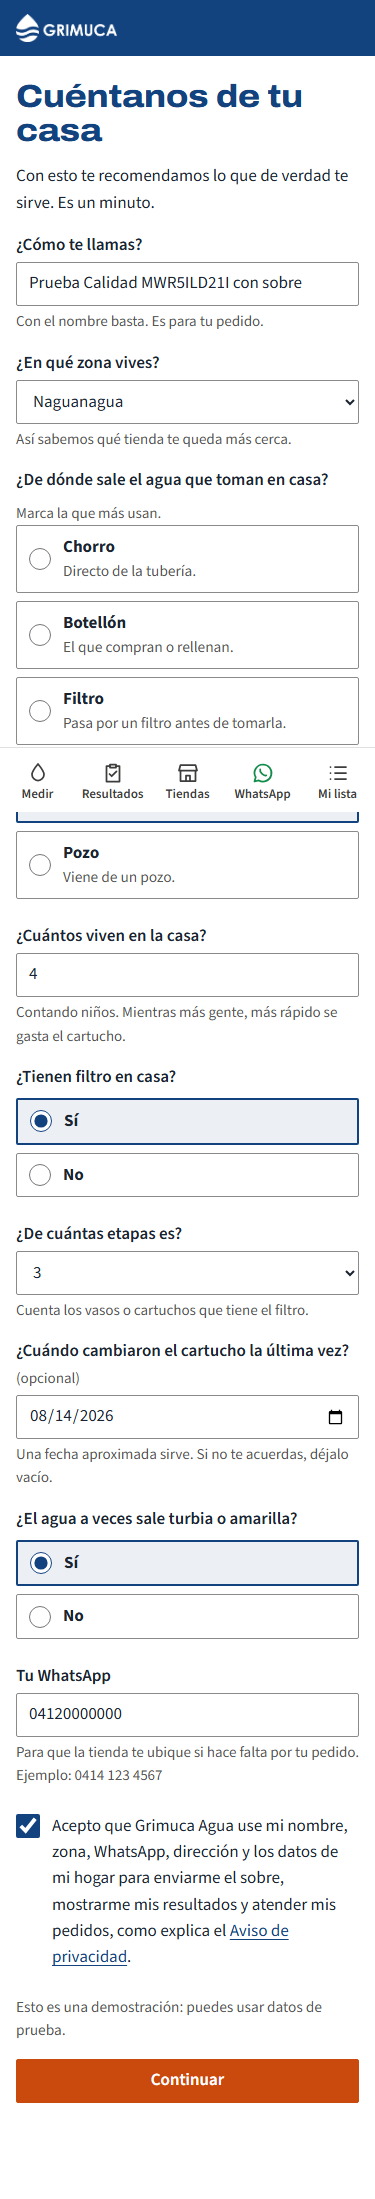 GRIMUCA
Cuéntanos de tu
casa
Con esto te recomendamos lo que de verdad te
sirve. Es un minuto.
¿Cómo te llamas?
Prueba Calidad MWR5ILD21I con sobre
Con el nombre basta. Es para tu pedido.
¿En qué zona vives?
Naguanagua
Así sabemos qué tienda te queda más cerca.
¿De dónde sale el agua que toman en casa?
Marca la que más usan.
Chorro
Directo de la tubería.
Botellón
El que compran o rellenan.
Filtro
Pasa por un filtro antes de tomarla.
Medir Resultados Tiendas WhatsApp Mi lista
Pozo
Viene de un pozo.
¿Cuántos viven en la casa?
4
Contando niños. Mientras más gente, más rápido se
gasta el cartucho.
¿Tienen filtro en casa?
Sí
No
¿De cuántas etapas es?
3
Cuenta los vasos o cartuchos que tiene el filtro.
¿Cuándo cambiaron el cartucho la última vez?
(opcional)
08/14/2026
Una fecha aproximada sirve. Si no te acuerdas, déjalo
vacío.
¿El agua a veces sale turbia o amarilla?
Sí
No
Tu WhatsApp
04120000000
Para que la tienda te ubique si hace falta por tu pedido.
Ejemplo: 0414 123 4567
Acepto que Grimuca Agua use mi nombre,
zona, WhatsApp, dirección y los datos de
mi hogar para enviarme el sobre,
mostrarme mis resultados y atender mis
pedidos, como explica el Aviso de
privacidad.
Esto es una demostración: puedes usar datos de
prueba.
Continuar